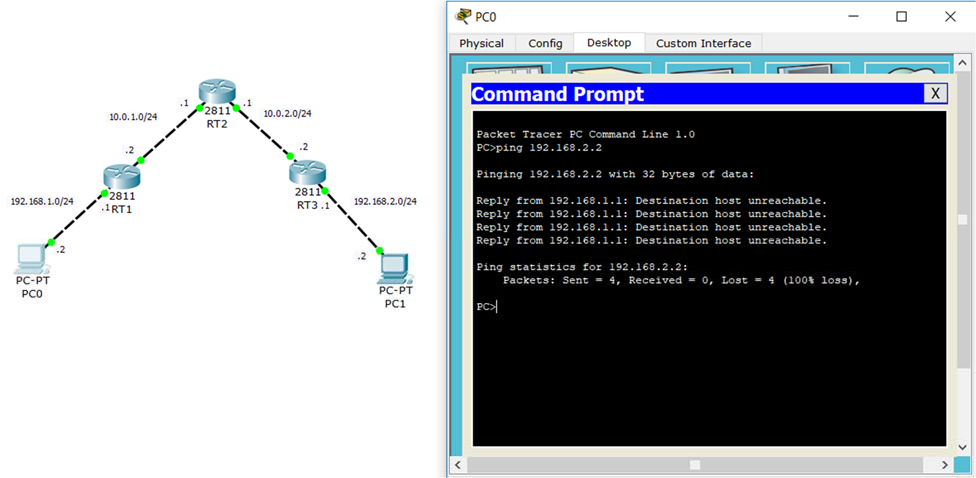 .1
.1
2811
RT2
10.0.1.0/24
10.0.2.0/24
.2
.2
2811
RT1
2811
RT3
192.168.1.0/24
.1
.1
192.168.2.0/24
.2
.2
PC-PT
PC0
PC-PT
PC1
PC0
Physical Config Desktop Custom Interface
Command Prompt X
Packet Tracer PC Command Line 1.0
PC>ping 192.168.2.2
Pinging 192.168.2.2 with 32 bytes of data:
Reply from 192.168.1.1: Destination host unreachable.
Reply from 192.168.1.1: Destination host unreachable.
Reply from 192.168.1.1: Destination host unreachable.
Reply from 192.168.1.1: Destination host unreachable.
Ping statistics for 192.168.2.2:
Packets: Sent = 4, Received = 0, Lost = 4 (100% loss),
PC>